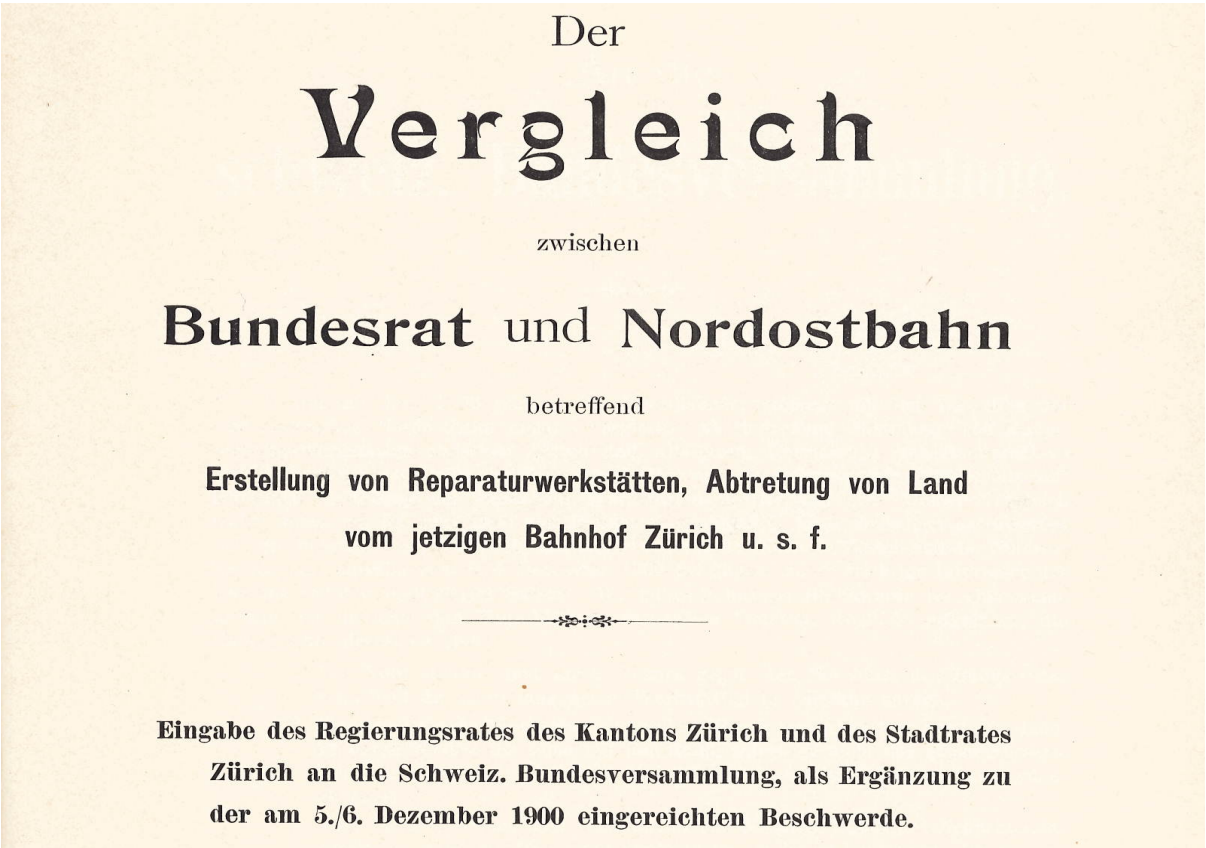 Der
Vergleich
zwischen
Bundesrat und Nordostbahn
betreffend
Erstellung von Reparaturwerkstätten, Abtretung von Land
vom jetzigen Bahnhof Zürich u. s. f.
Eingabe des Regierungsrates des Kantons Zürich und des Stadtrates
Zürich an die Schweiz. Bundesversammlung, als Ergänzung zu
der am 5./6. Dezember 1900 eingereichten Beschwerde.